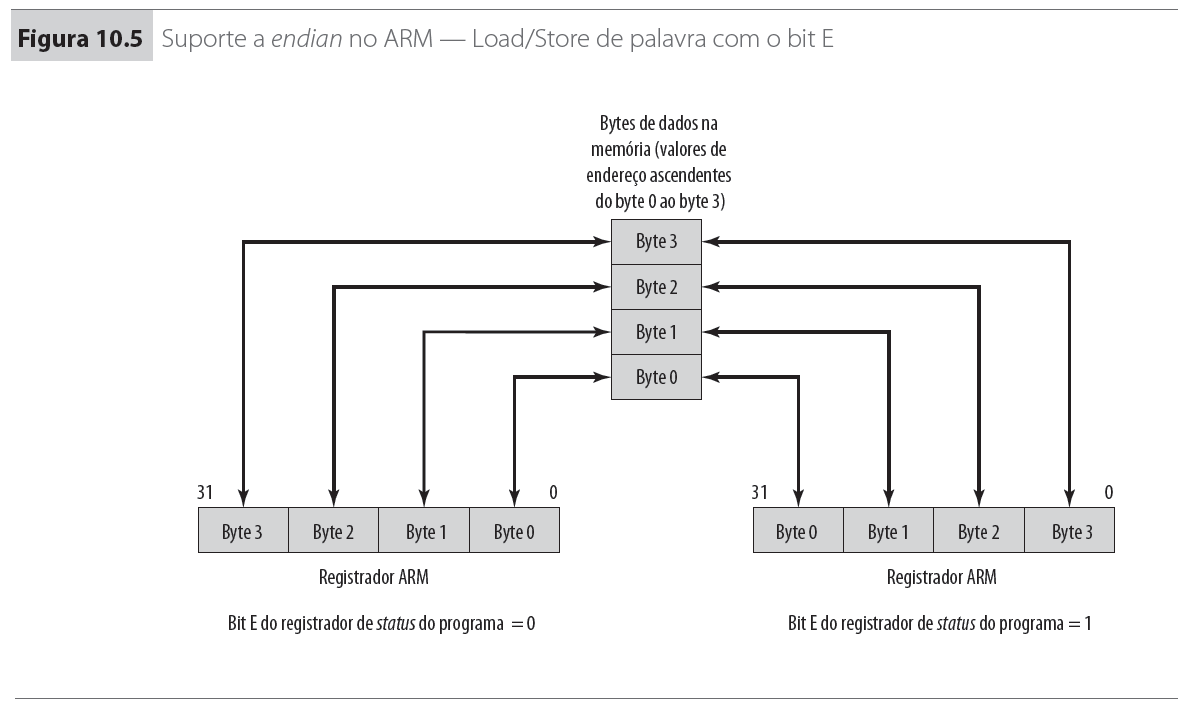 Figura 10.5 Suporte a endian no ARM — Load/Store de palavra com o bit E
Bytes de dados na
memória (valores de
endereço ascendentes
do byte 0 ao byte 3)
Byte 3
Byte 2
Byte 1
Byte 0
31 0 31 0
Byte 3 Byte 2 Byte 1 Byte 0 Byte 0 Byte 1 Byte 2 Byte 3
Registrador ARM Registrador ARM
Bit E do registrador de status do programa = 0 Bit E do registrador de status do programa = 1